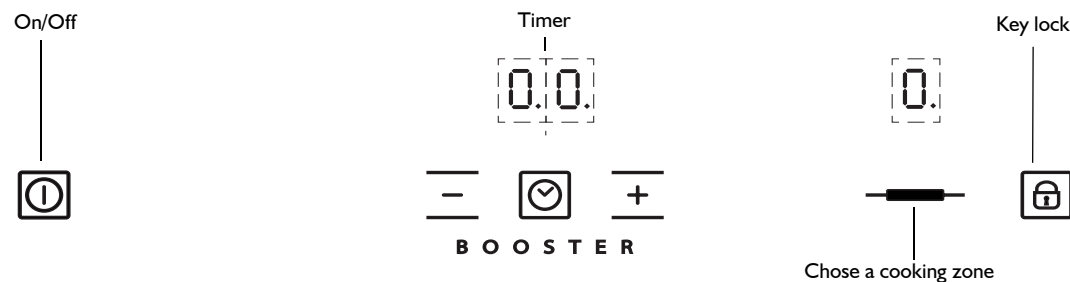 On/Off
Timer
Key lock
0.0.
0.
− +
BOOSTER
Chose a cooking zone